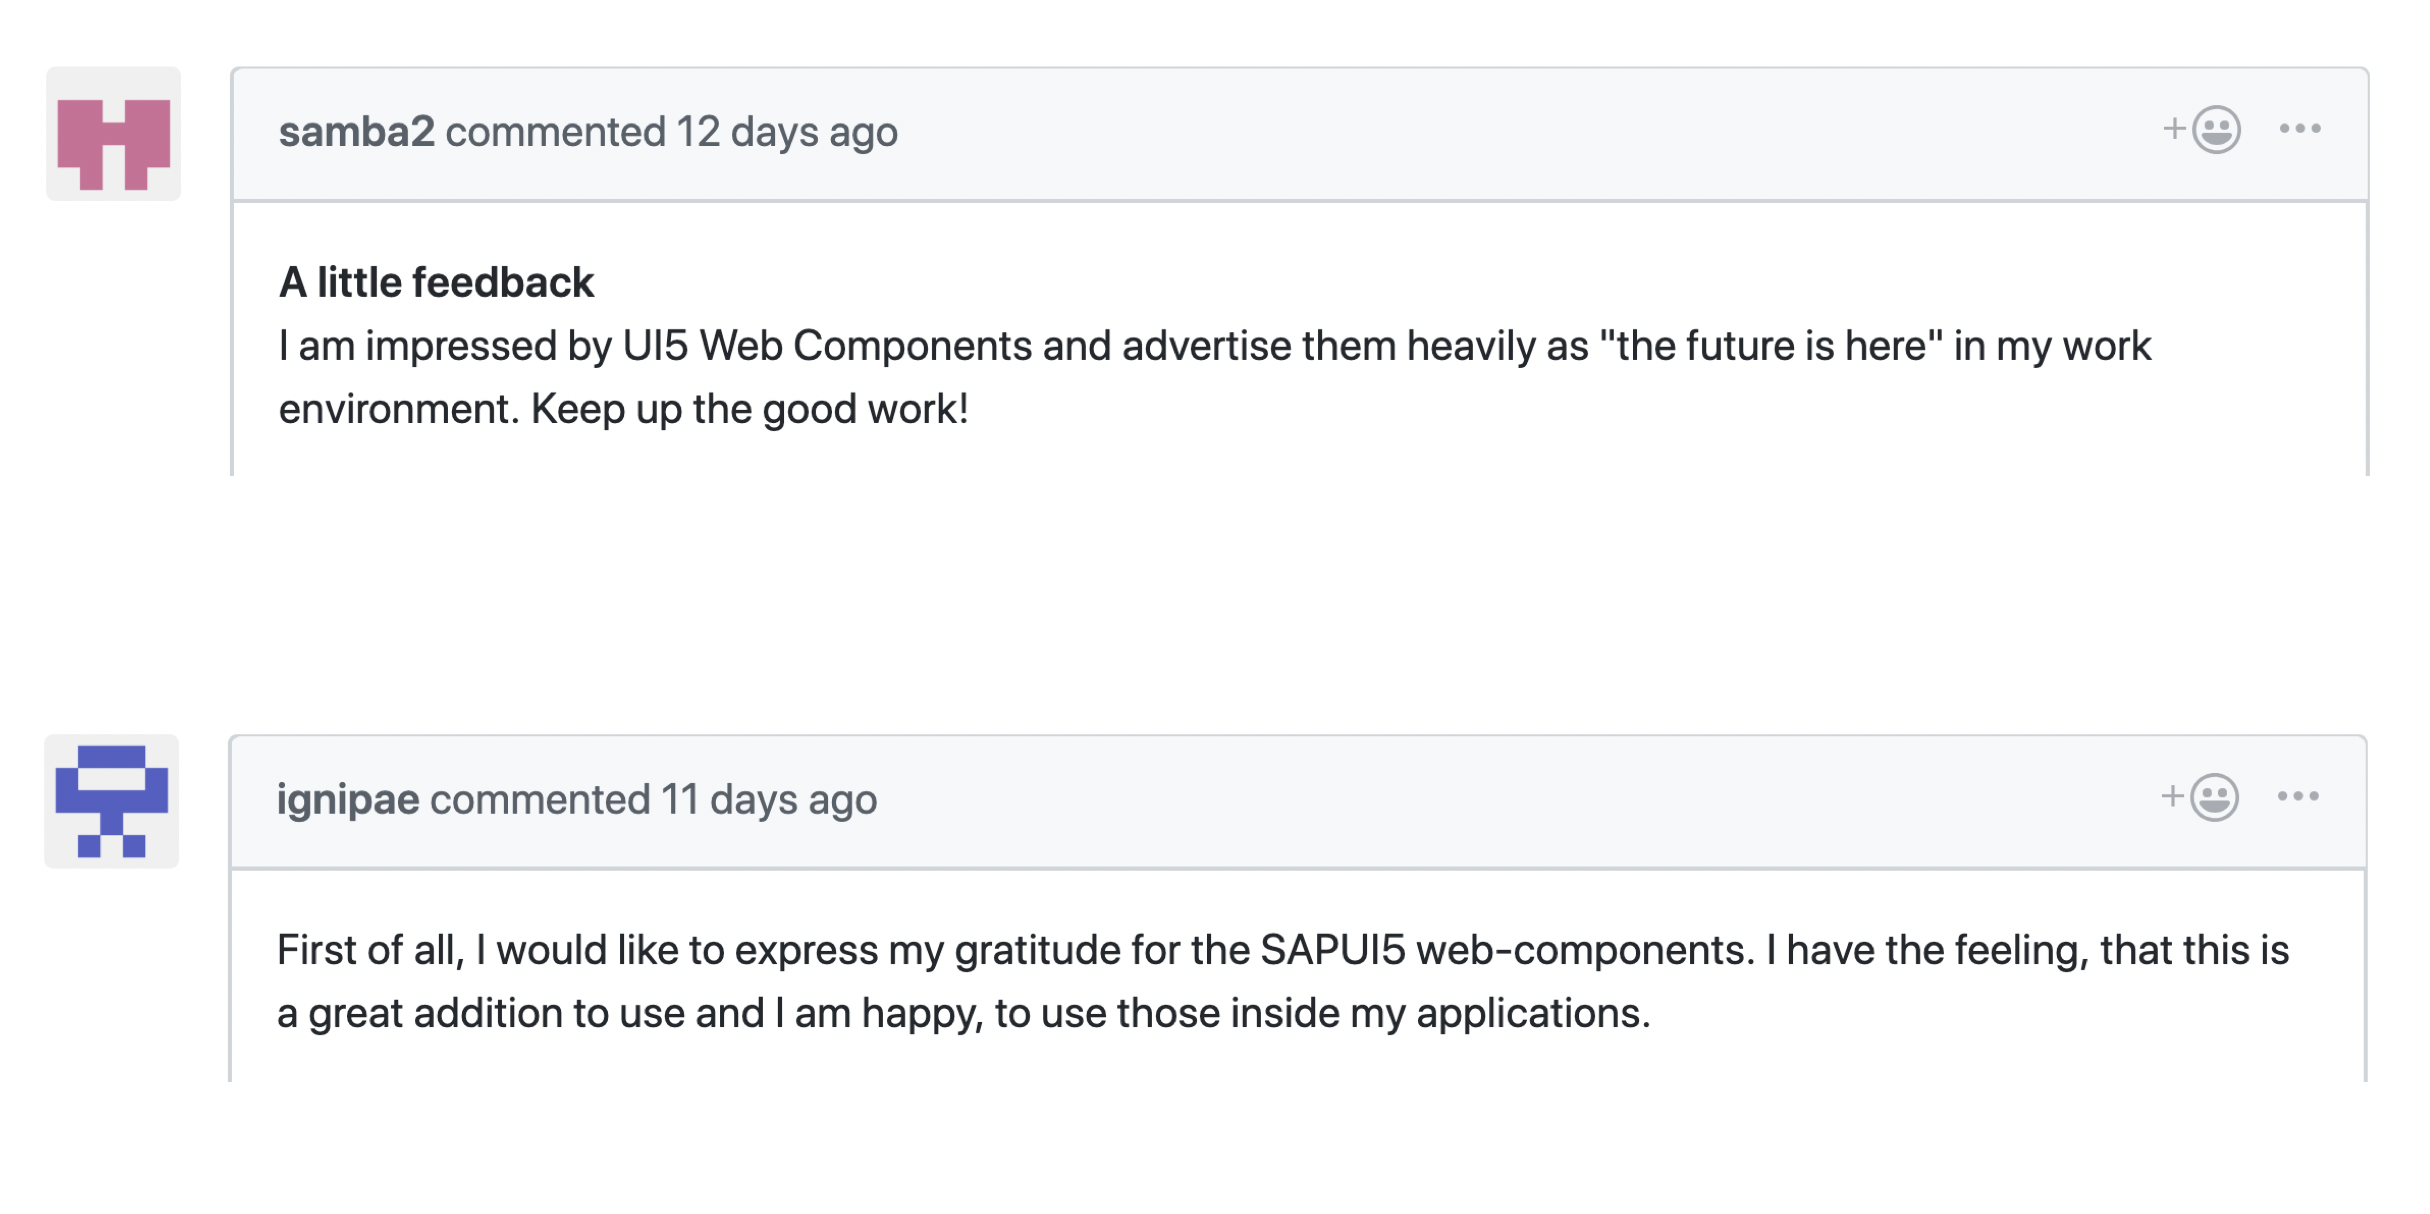 samba2 commented 12 days ago
A little feedback
I am impressed by UI5 Web Components and advertise them heavily as "the future is here" in my work
environment. Keep up the good work!
ignipae commented 11 days ago
First of all, I would like to express my gratitude for the SAPUI5 web-components. I have the feeling, that this is
a great addition to use and I am happy, to use those inside my applications.